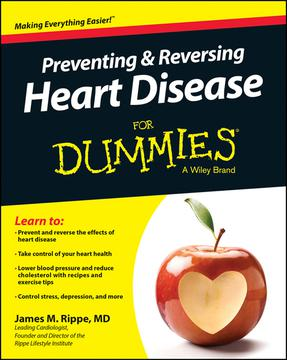 Making Everything Easier!™
Preventing & Reversing
Heart Disease
FOR
DUMMIES®
A Wiley Brand
Learn to:
• Prevent and reverse the effects of
heart disease
• Take control of your heart health
• Lower blood pressure and reduce
cholesterol with recipes and
exercise tips
• Control stress, depression, and more
James M. Rippe, MD
Leading Cardiologist,
Founder and Director of the
Rippe Lifestyle Institute